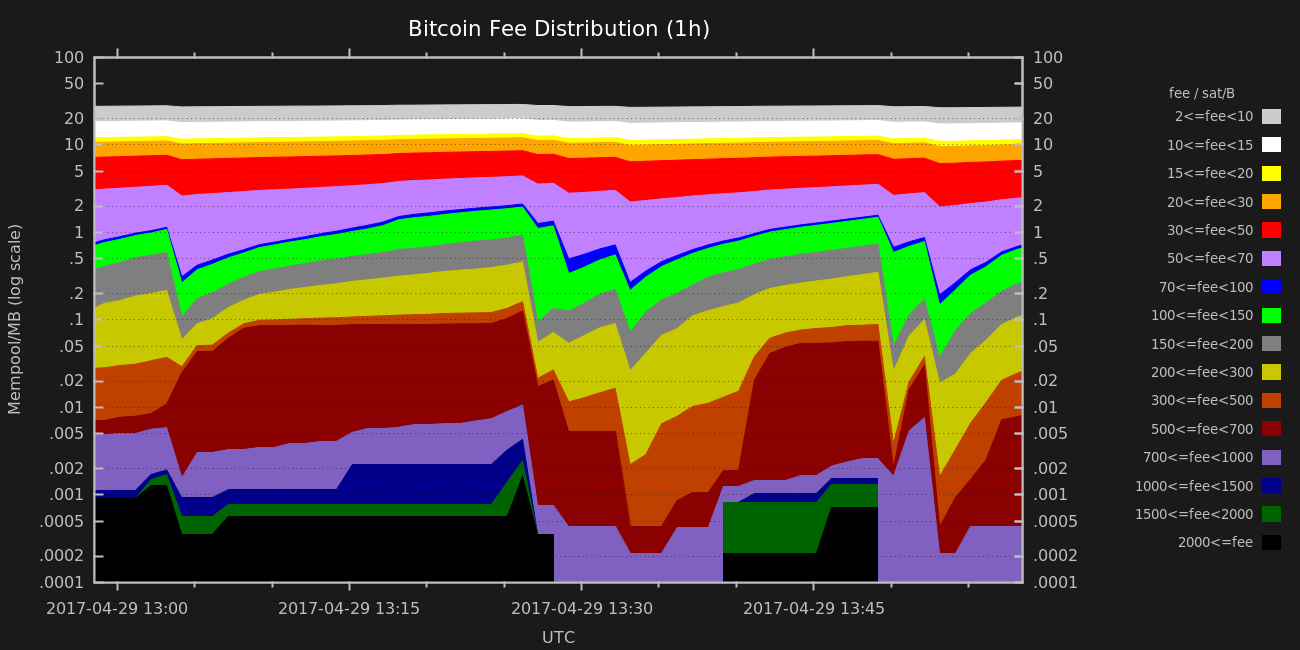 Bitcoin Fee Distribution (1h)
100 100
50 50
fee / sat/B
20 20
2<=fee<10
10 10
10<=fee<15
5 5
15<=fee<20
2 2
20<=fee<30
1 1
30<=fee<50
.5 .5
50<=fee<70
.2 .2
70<=fee<100
.1 .1
100<=fee<150
.05 .05
150<=fee<200
.02 .02
200<=fee<300
.01 .01
300<=fee<500
.005 .005
500<=fee<700
.002 .002
700<=fee<1000
.001 .001
1000<=fee<1500
.0005 .0005
1500<=fee<2000
.0002 .0002
2000<=fee
.0001 .0001
Mempool/MB (log scale)
2017-04-29 13:00 2017-04-29 13:15 2017-04-29 13:30 2017-04-29 13:45
UTC